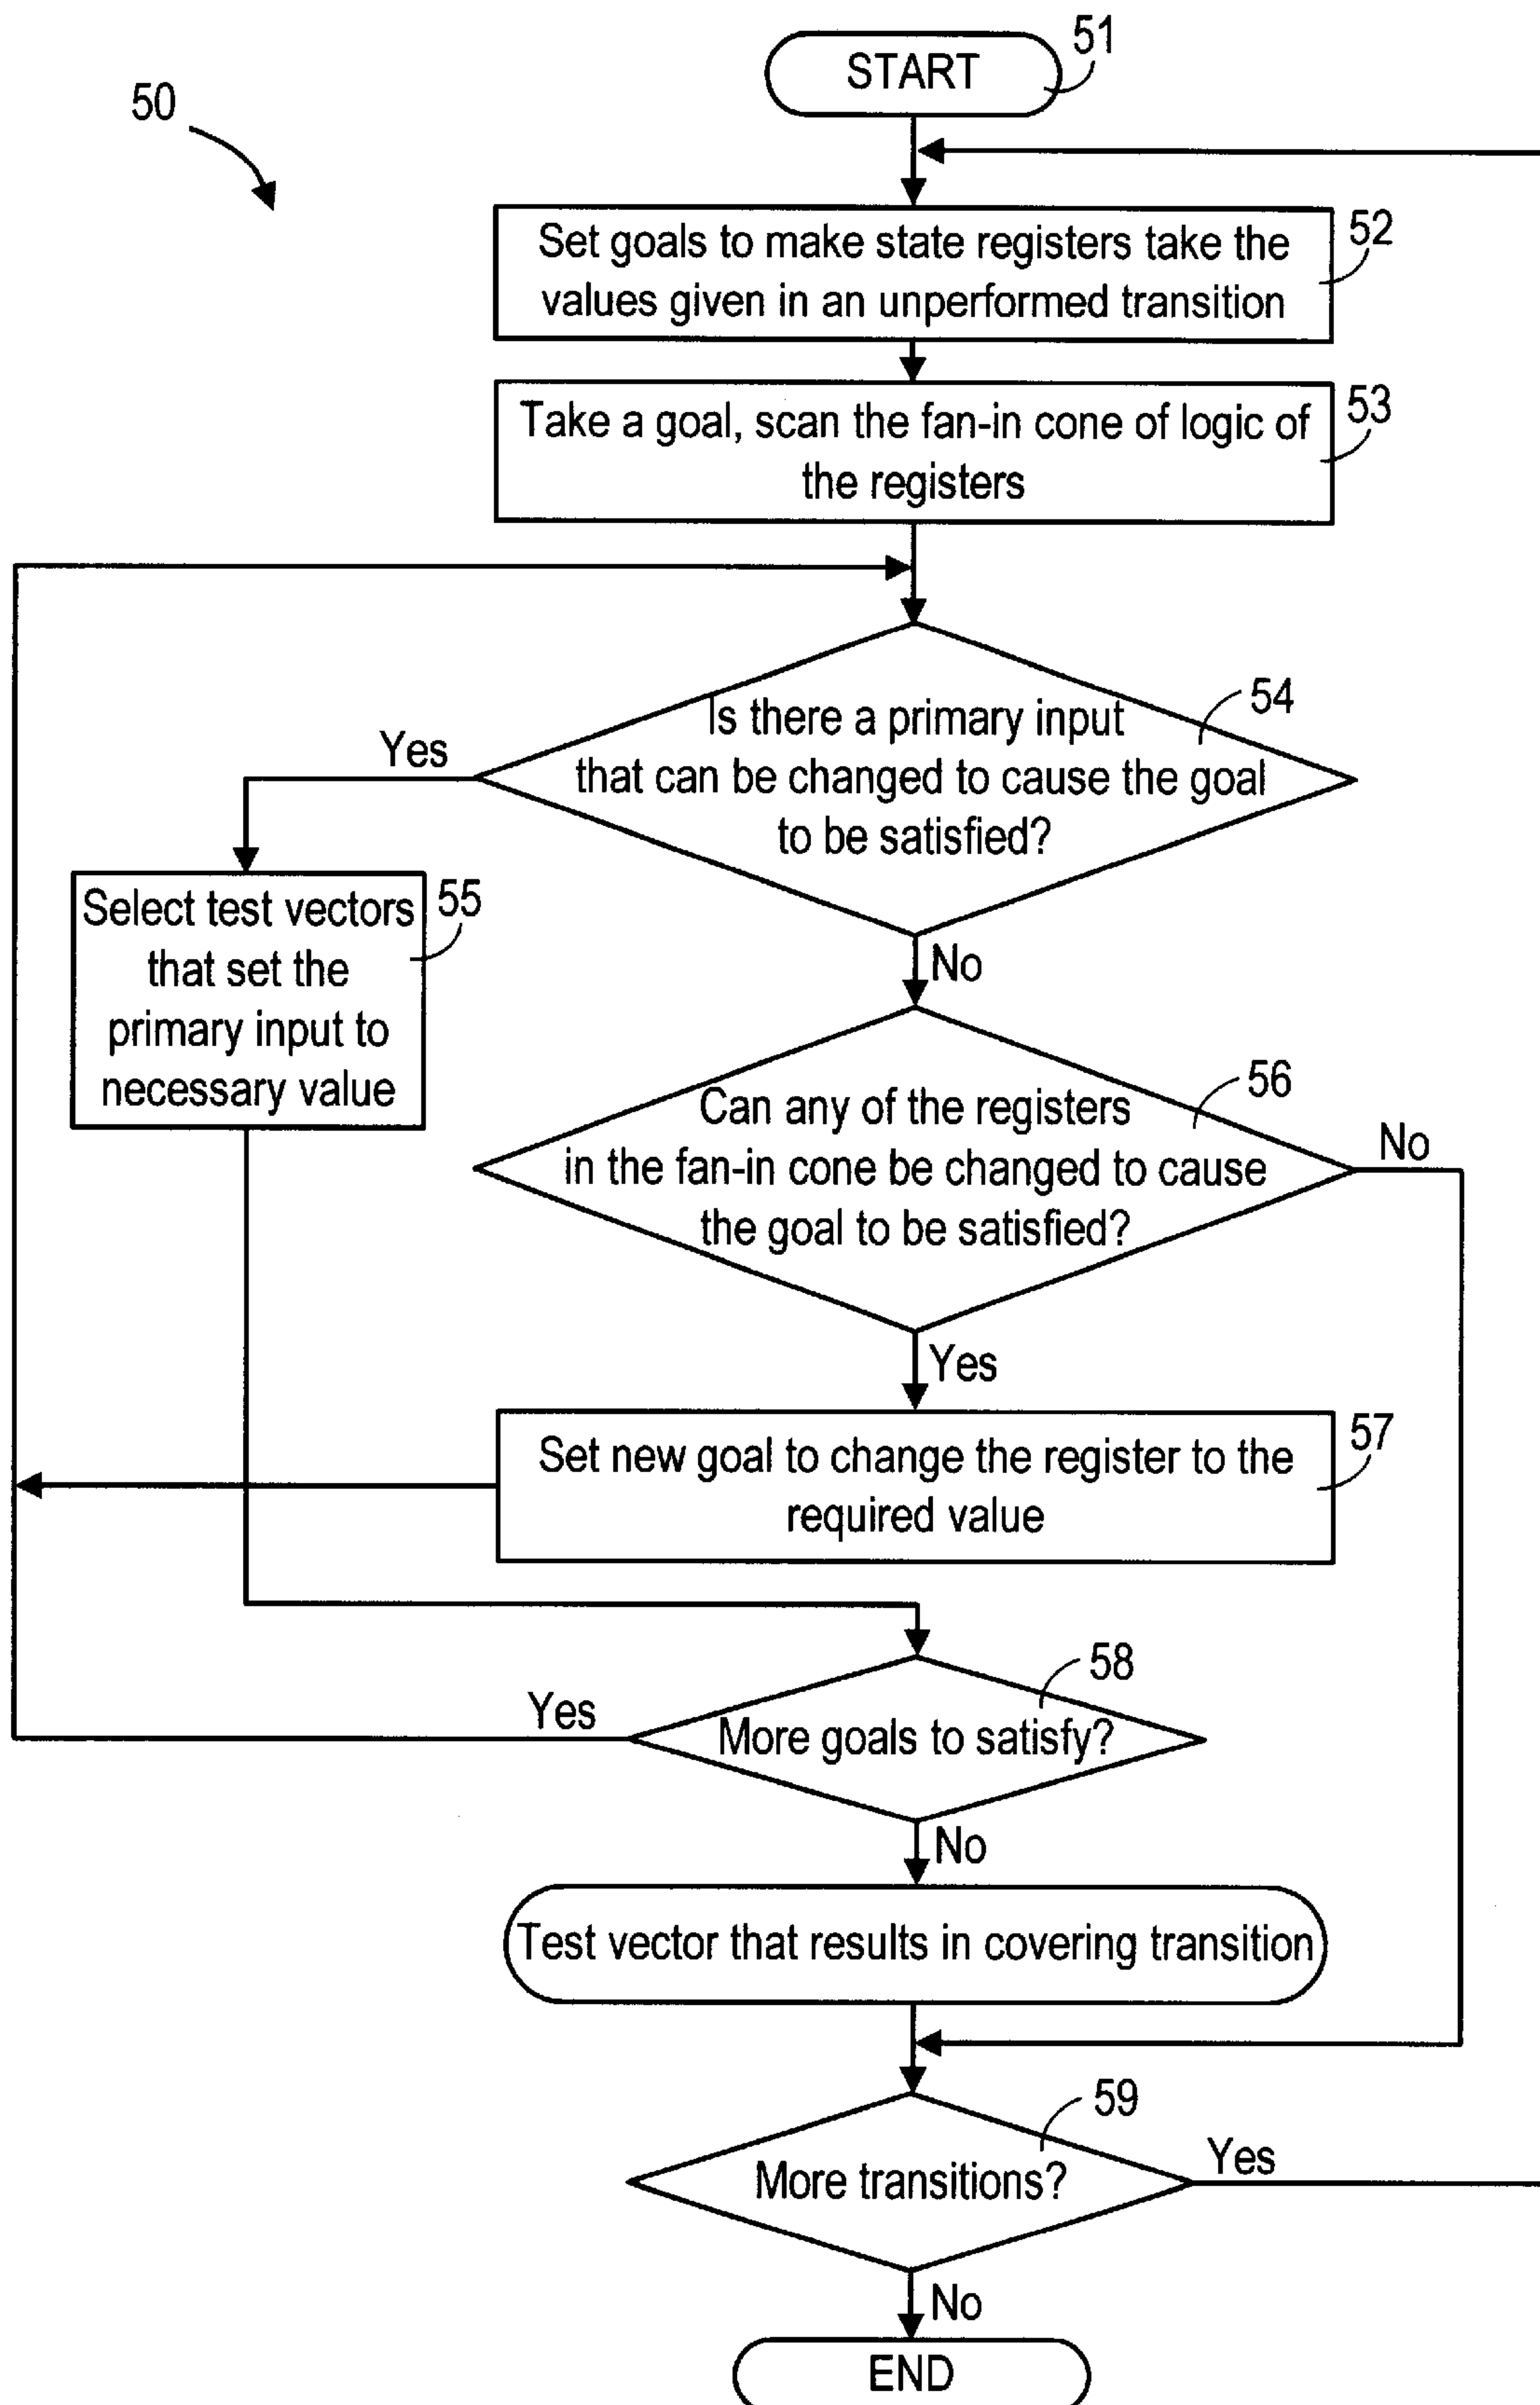 51
START
50
52
Set goals to make state registers take the
values given in an unperformed transition
53
Take a goal, scan the fan-in cone of logic of
the registers
54
Is there a primary input
that can be changed to cause the goal
to be satisfied?
Yes
55
Select test vectors
that set the
primary input to
necessary value
No
56
Can any of the registers
in the fan-in cone be changed to cause
the goal to be satisfied?
No
Yes
57
Set new goal to change the register to the
required value
58
More goals to satisfy?
Yes
No
Test vector that results in covering transition
59
More transitions?
Yes
No
END